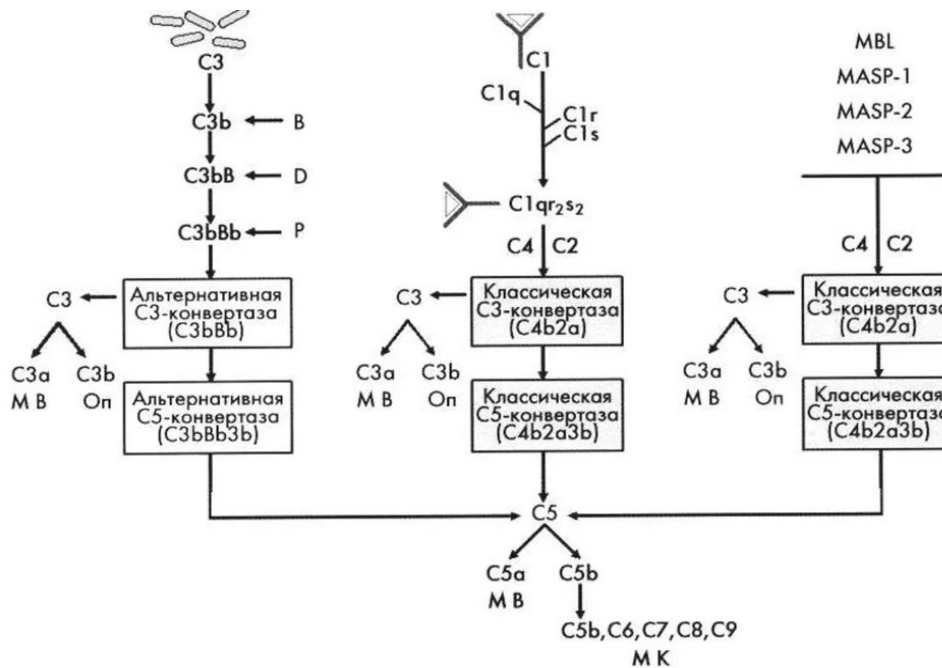 C3
C3b
B
C3bB
D
C3bBb
P
Альтернативная
C3-конвертаза
(C3bBb)
C3
C3a
C3b
М В
Оп
Альтернативная
C5-конвертаза
(C3bBb3b)
C1
C1q
C1r
C1s
C1qr₂s₂
C4
C2
Классическая
C3-конвертаза
(C4b2a)
C3
C3a
C3b
М В
Оп
Классическая
C5-конвертаза
(C4b2a3b)
MBL
MASP-1
MASP-2
MASP-3
C4
C2
Классическая
C3-конвертаза
(C4b2a)
C3
C3a
C3b
М В
Оп
Классическая
C5-конвертаза
(C4b2a3b)
C5
C5a
C5b
М В
C5b,C6,C7,C8,C9
М К